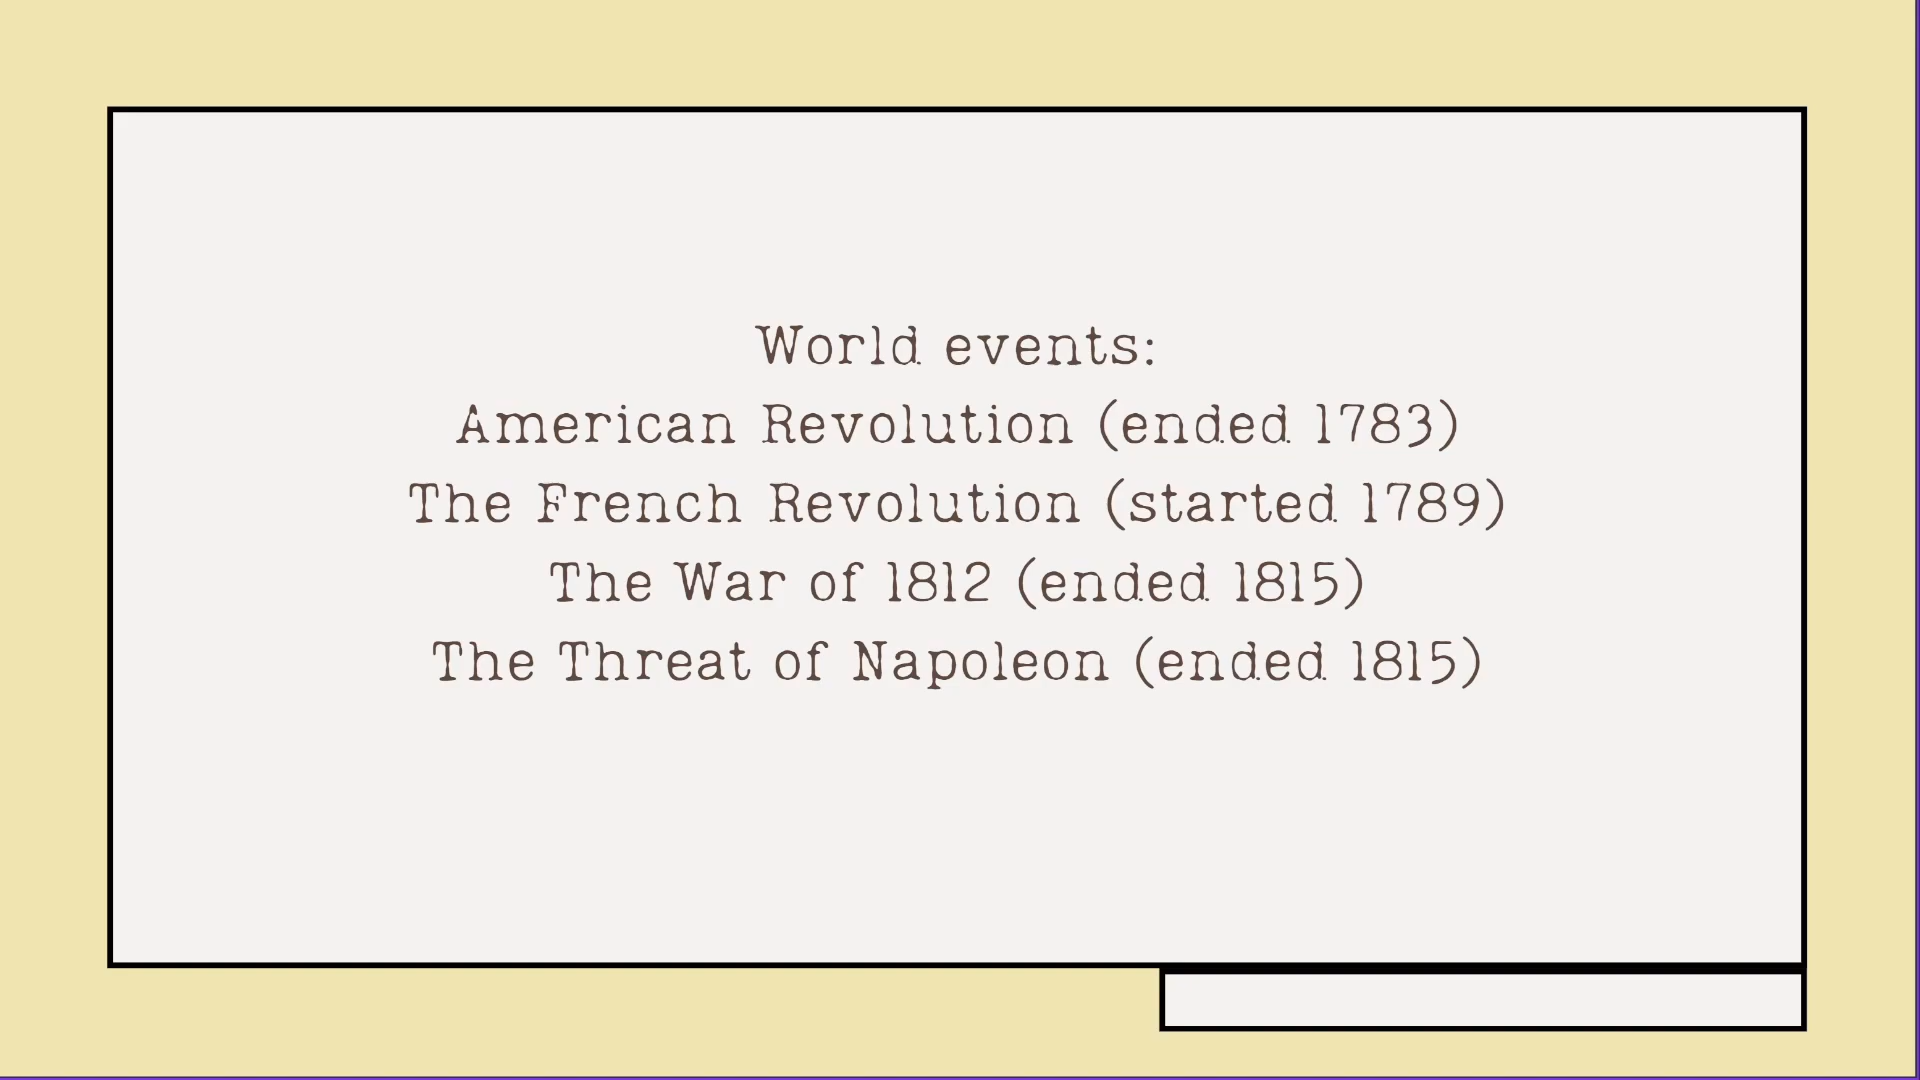 World events:
American Revolution (ended 1783)
The French Revolution (started 1789)
The War of 1812 (ended 1815)
The Threat of Napoleon (ended 1815)